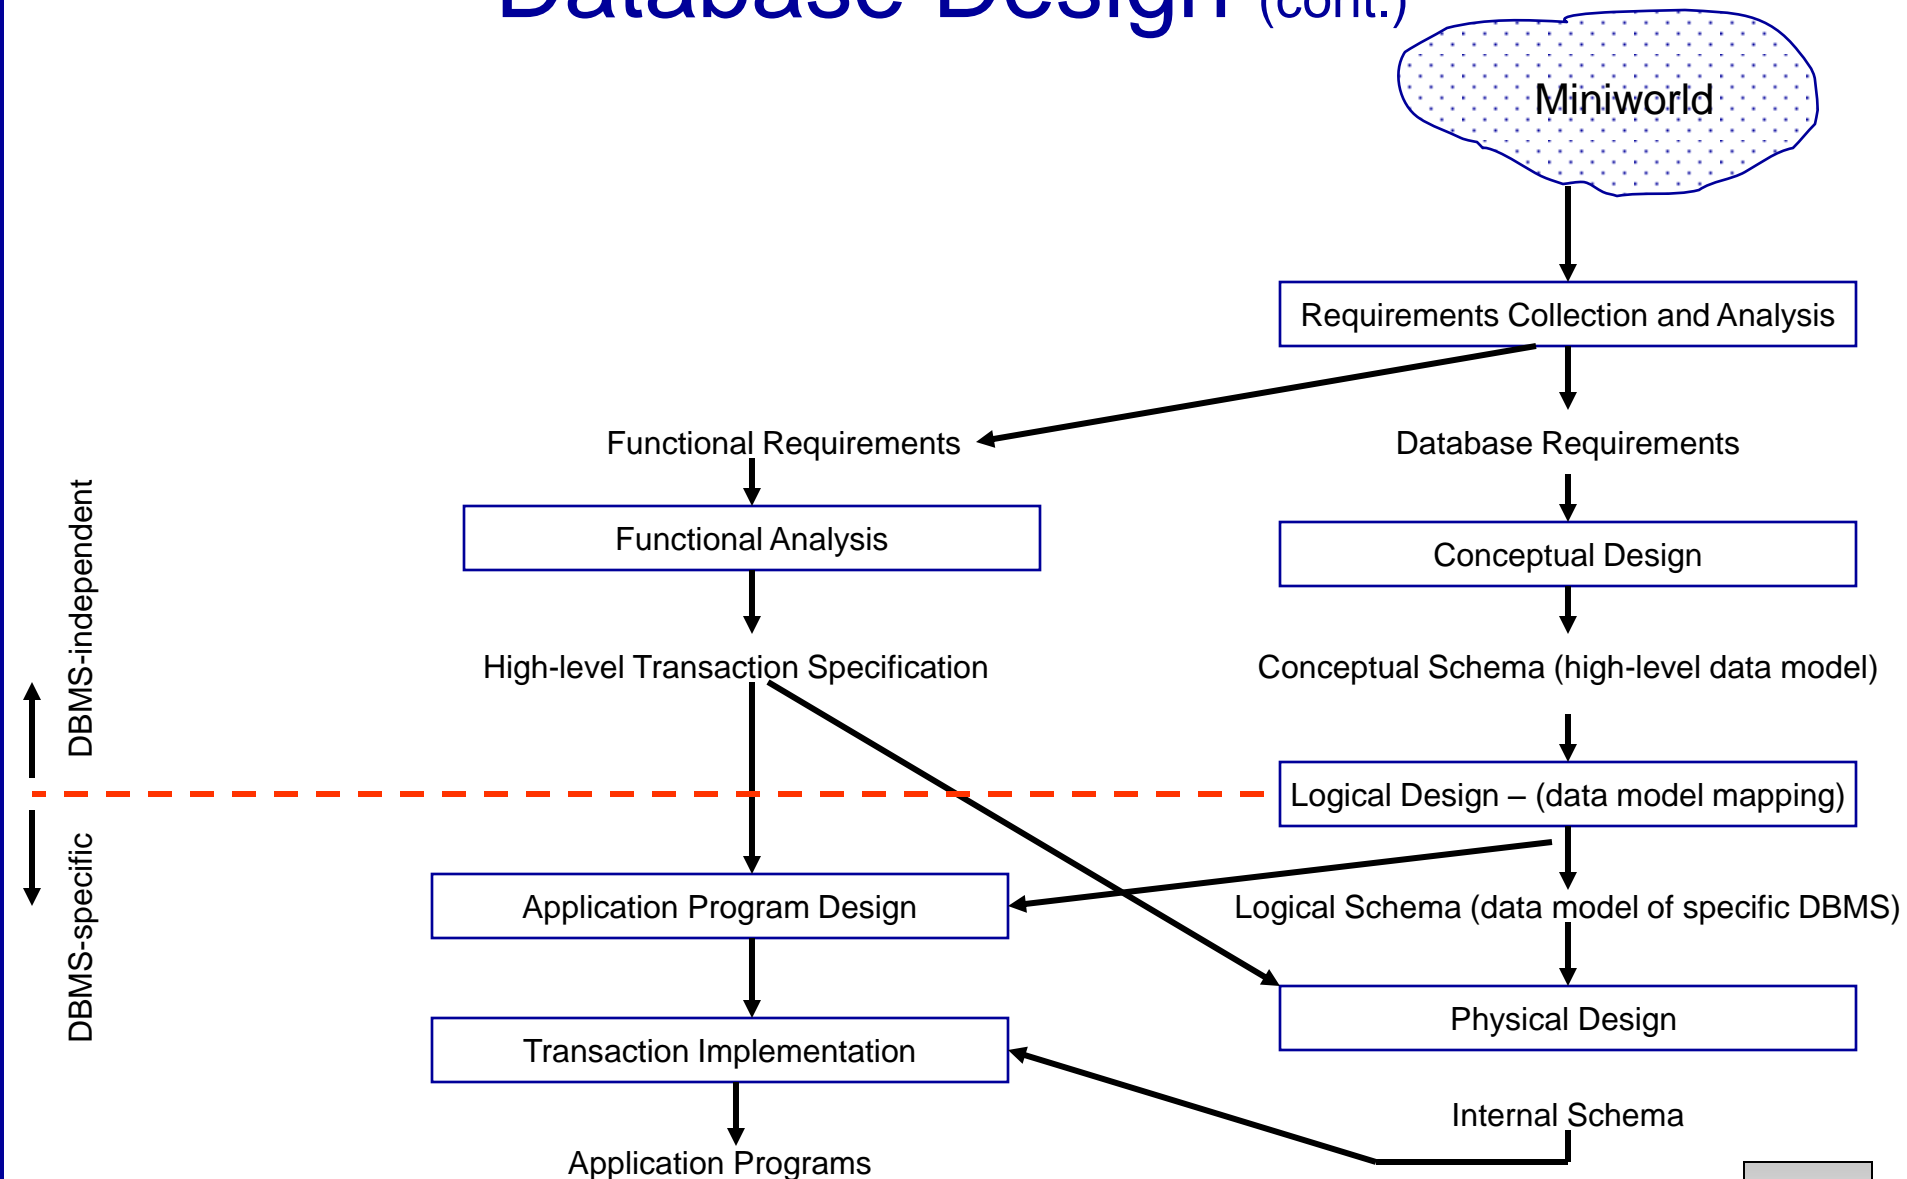 Database Design (cont.)
Miniworld
Requirements Collection and Analysis
Functional Requirements
Database Requirements
Functional Analysis
Conceptual Design
High-level Transaction Specification
Conceptual Schema (high-level data model)
DBMS-independent
Logical Design – (data model mapping)
DBMS-specific
Application Program Design
Logical Schema (data model of specific DBMS)
Physical Design
Transaction Implementation
Internal Schema
Application Programs